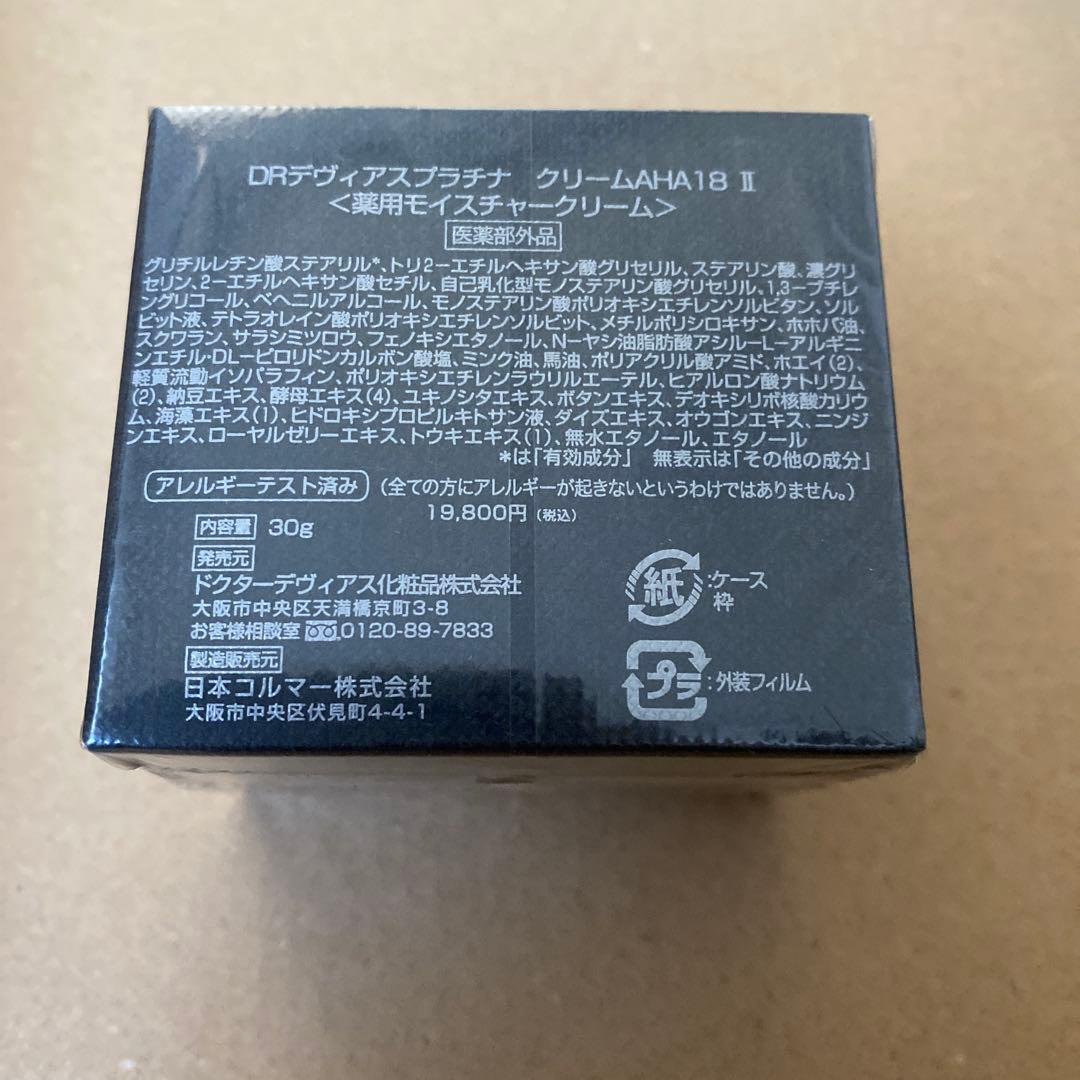 DRデヴィアスプラチナ クリームAHA18 Ⅱ
<薬用モイスチャークリーム>
医薬部外品
グリチルレチン酸ステアリル*、トリ2-エチルヘキサン酸グリセリル、ステアリン酸、濃グリ
セリン、2-エチルヘキサン酸セチル、自己乳化型モノステアリン酸グリセリル、1,3-ブチレ
ングリコール、ベヘニルアルコール、モノステアリン酸ポリオキシエチレンソルビタン、ソル
ビット液、テトラオレイン酸ポリオキシエチレンソルビット、メチルポリシロキサン、ホホバ油、
スクワラン、サラシミツロウ、フェノキシエタノール、N-ヤシ油脂肪酸アシル-L-アルギニ
ンエチル・DL-ピロリドンカルボン酸塩、ミンク油、馬油、ポリアクリル酸アミド、ホエイ(2)、
軽質流動イソパラフィン、ポリオキシエチレンラウリルエーテル、ヒアルロン酸ナトリウム
(2)、納豆エキス、酵母エキス(4)、ユキノシタエキス、ボタンエキス、デオキシリボ核酸カリウ
ム、海藻エキス(1)、ヒドロキシプロピルキトサン液、ダイズエキス、オウゴンエキス、ニンジ
ンエキス、ローヤルゼリーエキス、トウキエキス(1)、無水エタノール、エタノール
*は「有効成分」 無表示は「その他の成分」
アレルギーテスト済み (全ての方にアレルギーが起きないというわけではありません。)
19,800円(税込)
内容量 30g
発売元
ドクターデヴィアス化粧品株式会社
大阪市中央区天満橋京町3-8
お客様相談室 0120-89-7833
製造販売元
日本コルマー株式会社
大阪市中央区伏見町4-4-1
紙:ケース
枠
プラ:外装フィルム